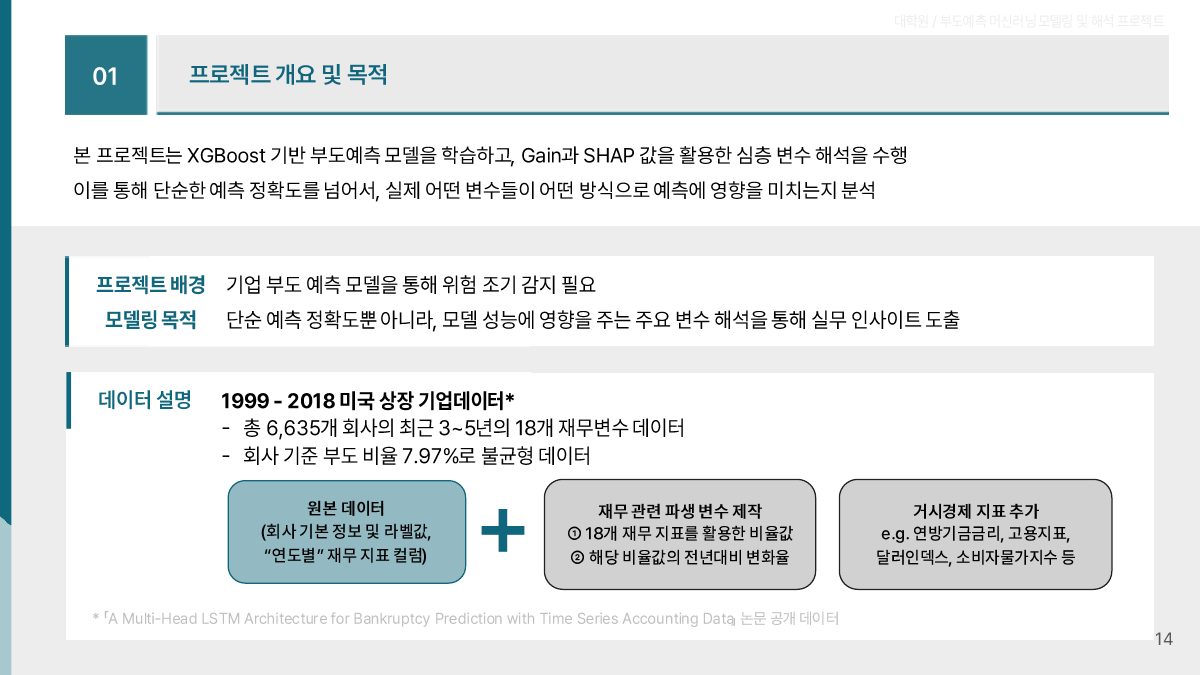 대학원 / 부도예측 머신러닝 모델링 및 해석 프로젝트
01
프로젝트 개요 및 목적
본 프로젝트는 XGBoost 기반 부도예측 모델을 학습하고, Gain과 SHAP 값을 활용한 심층 변수 해석을 수행
이를 통해 단순한 예측 정확도를 넘어서, 실제 어떤 변수들이 어떤 방식으로 예측에 영향을 미치는지 분석
프로젝트 배경 기업 부도 예측 모델을 통해 위험 조기 감지 필요
모델링 목적 단순 예측 정확도뿐 아니라, 모델 성능에 영향을 주는 주요 변수 해석을 통해 실무 인사이트 도출
데이터 설명 1999 - 2018 미국 상장 기업데이터*
- 총 6,635개 회사의 최근 3~5년의 18개 재무변수 데이터
- 회사 기준 부도 비율 7.97%로 불균형 데이터
원본 데이터
(회사 기본 정보 및 라벨값,
“연도별” 재무 지표 컬럼)
+
재무 관련 파생 변수 제작
① 18개 재무 지표를 활용한 비율값
② 해당 비율값의 전년대비 변화율
거시경제 지표 추가
e.g. 연방기금금리, 고용지표,
달러인덱스, 소비자물가지수 등
* 「A Multi-Head LSTM Architecture for Bankruptcy Prediction with Time Series Accounting Data」 논문 공개 데이터
14